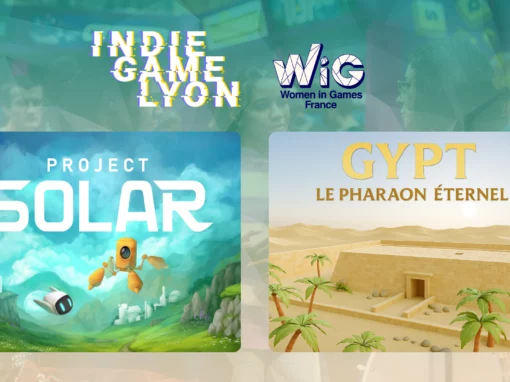 INDIE
GAME
LYON
WiG
Women in Games
France
PROJECT
SOLAR
GYPT
LE PHARAON ÉTERNEL